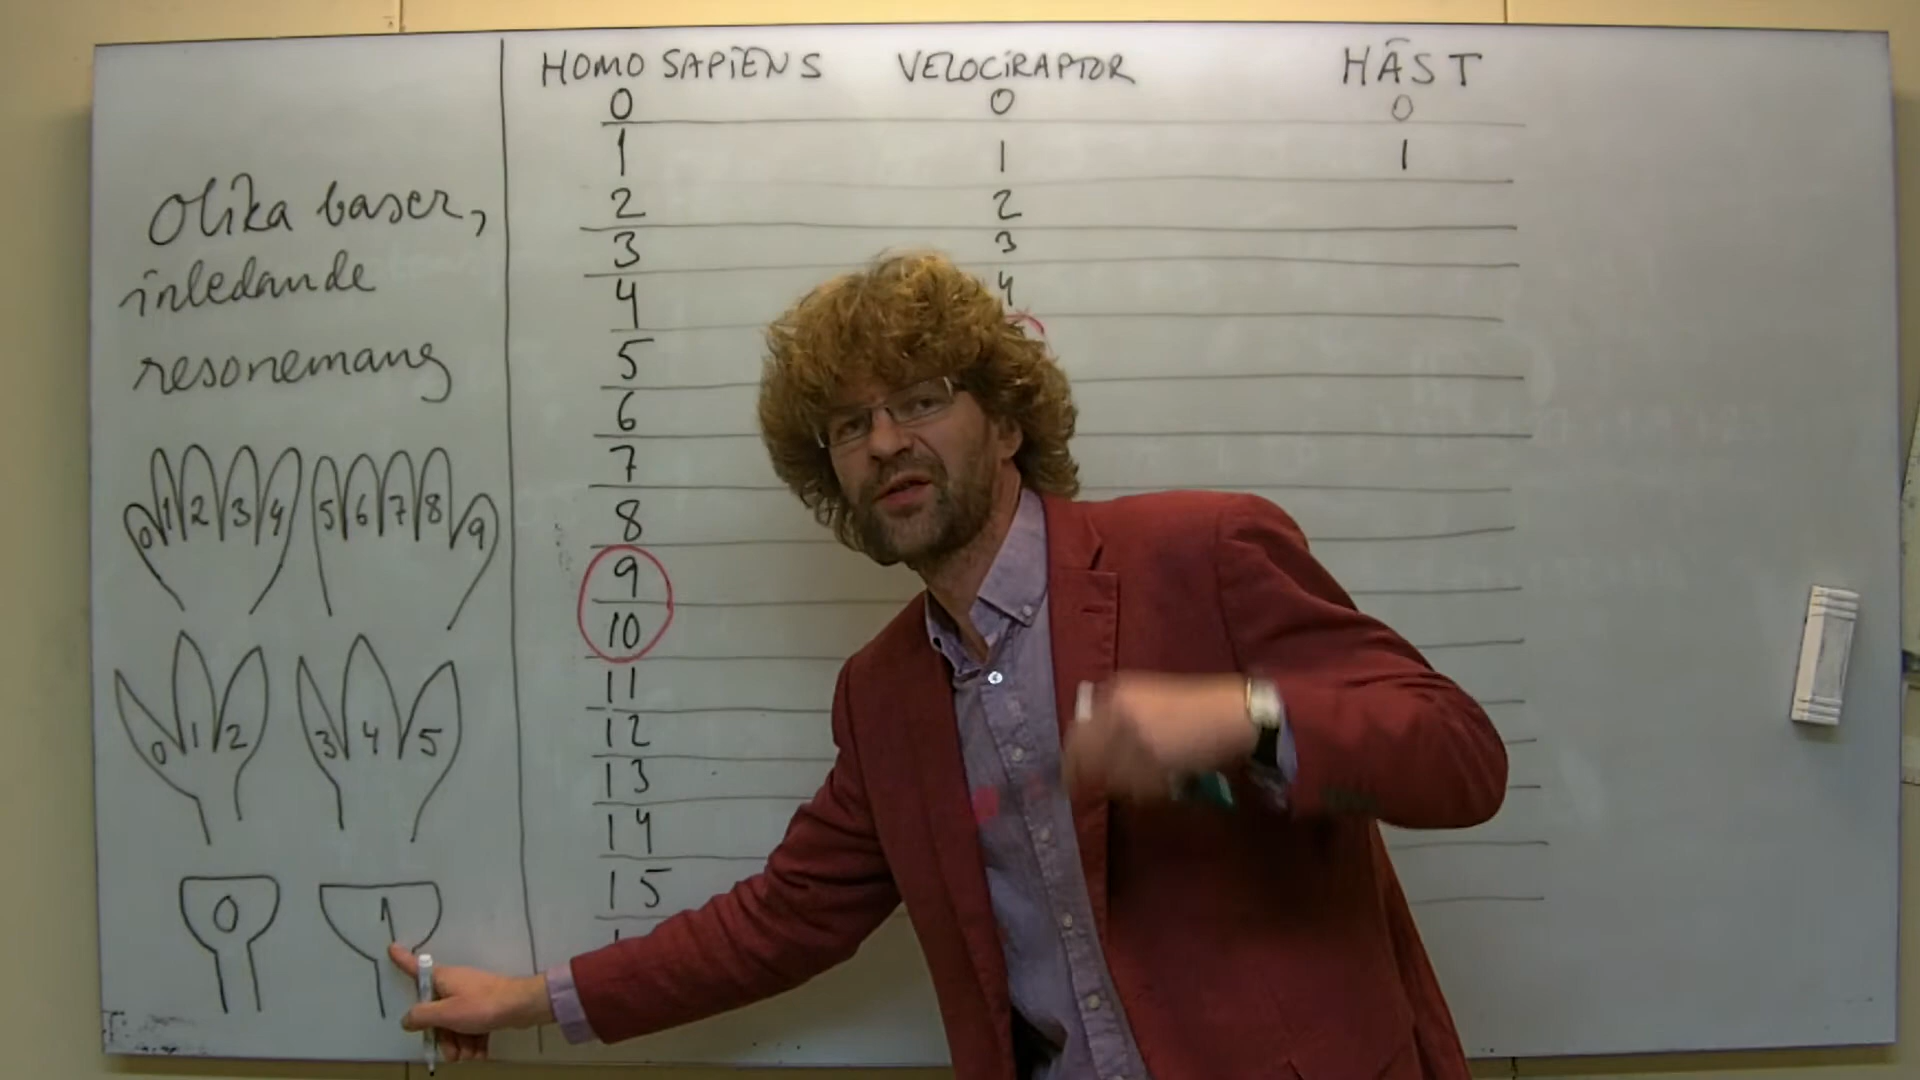 Olika baser,
inledande
resonemang
0 1 2 3 4 5 6 7 8 9
0 1 2 3 4 5
0 1
HOMO SAPIENS VELOCIRAPTOR HÄST
0 0 0
1 1 1
2 2
3 3
4 4
5
6
7
8
9
10
11
12
13
14
15